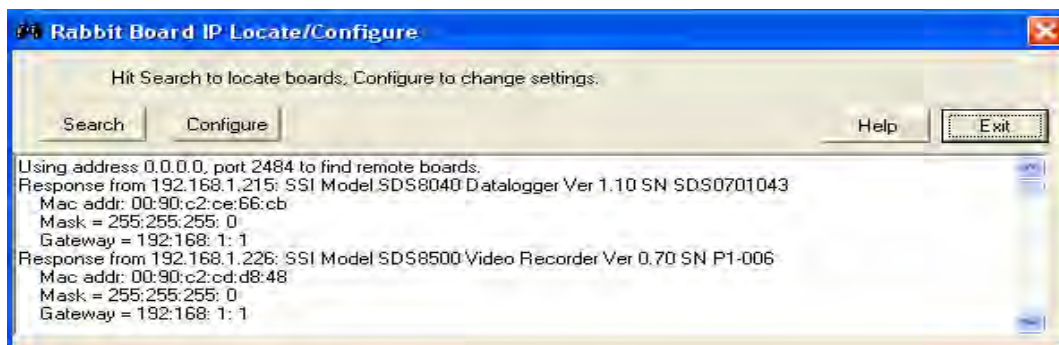 Rabbit Board IP Locate/Configure
Hit Search to locate boards, Configure to change settings.
Search Configure Help Exit
Using address 0.0.0.0, port 2484 to find remote boards.
Response from 192.168.1.215: SSI Model SDS8040 Datalogger Ver 1.10 SN SDS0701043
Mac addr: 00:90:c2:ce:66:cb
Mask = 255:255:255: 0
Gateway = 192:168: 1: 1
Response from 192.168.1.226: SSI Model SDS8500 Video Recorder Ver 0.70 SN P1-006
Mac addr: 00:90:c2:cd:d8:48
Mask = 255:255:255: 0
Gateway = 192:168: 1: 1